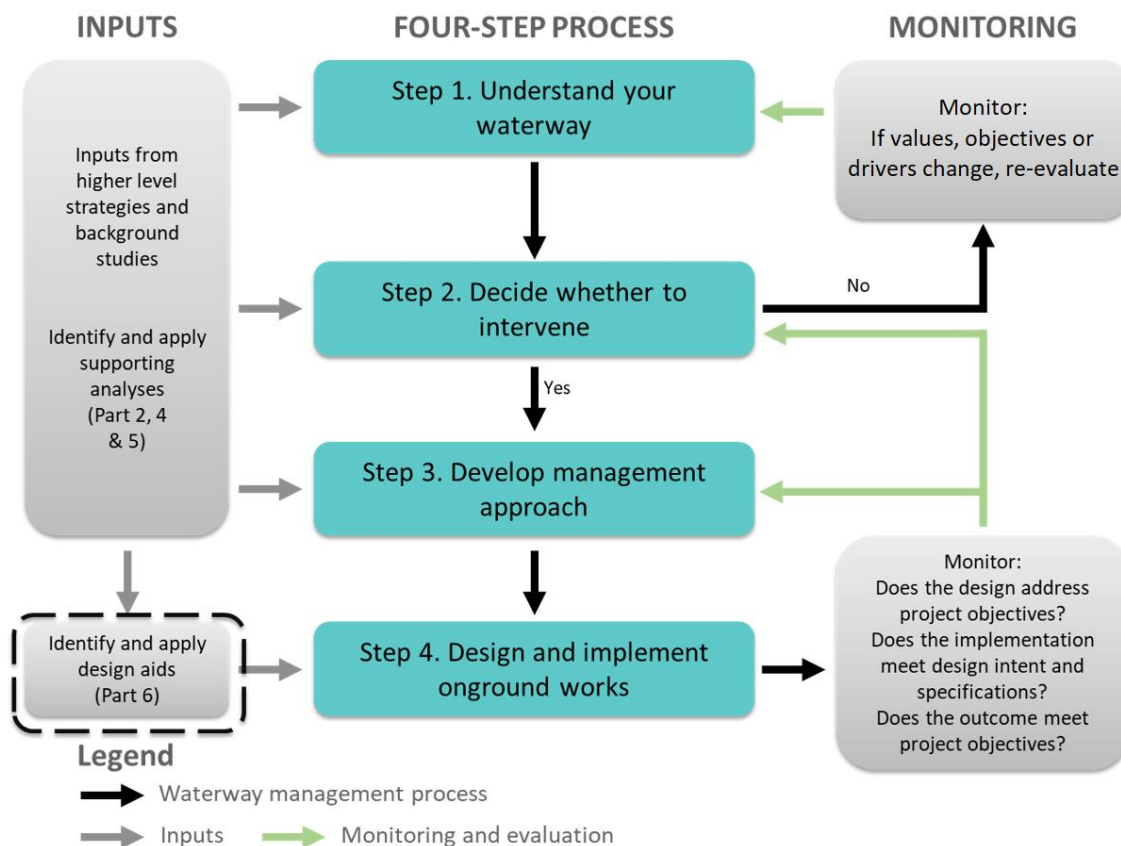 INPUTS
FOUR-STEP PROCESS
MONITORING
Inputs from
higher level
strategies and
background
studies
Identify and apply
supporting
analyses
(Part 2, 4
& 5)
Identify and apply
design aids
(Part 6)
Step 1. Understand your
waterway
Step 2. Decide whether to
intervene
No
Yes
Step 3. Develop management
approach
Step 4. Design and implement
onground works
Monitor:
If values, objectives or
drivers change, re-evaluate
Monitor:
Does the design address
project objectives?
Does the implementation
meet design intent and
specifications?
Does the outcome meet
project objectives?
Legend
Waterway management process
Inputs
Monitoring and evaluation